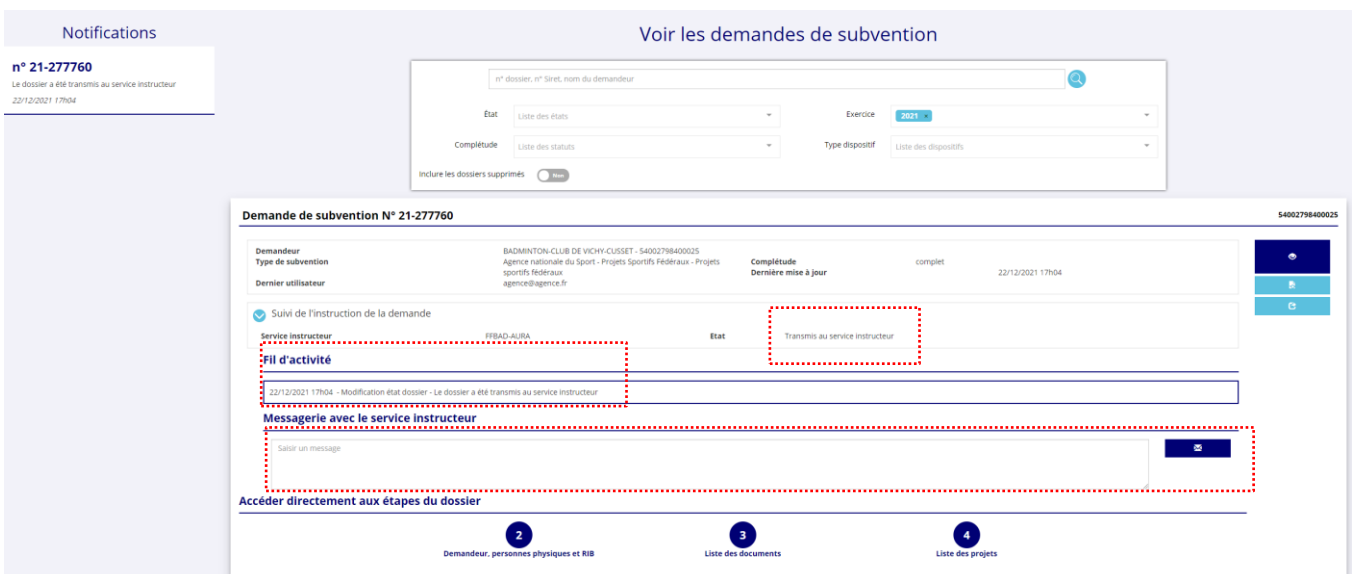 Notifications
n° 21-277760
Le dossier a été transmis au service instructeur
22/12/2021 17h04
Voir les demandes de subvention
n° dossier, n° Siret, nom du demandeur
État Liste des états Exercice 2021 ×
Complétude Liste des statuts Type dispositif Liste des dispositifs
Inclure les dossiers supprimés Non
Demande de subvention N° 21-277760 54002798400025
Demandeur BADMINTON-CLUB DE VICHY-CUSSET - 54002798400025
Type de subvention Agence nationale du Sport - Projets Sportifs Fédéraux - Projets Complétude complet
sportifs fédéraux Dernière mise à jour 22/12/2021 17h04
Dernier utilisateur agence@agence.fr
Suivi de l'instruction de la demande
Service instructeur FFBAD-AURA Etat Transmis au service instructeur
Fil d'activité
22/12/2021 17h04 - Modification état dossier - Le dossier a été transmis au service instructeur
Messagerie avec le service instructeur
Saisir un message
Accéder directement aux étapes du dossier
2 3 4
Demandeur, personnes physiques et RIB Liste des documents Liste des projets